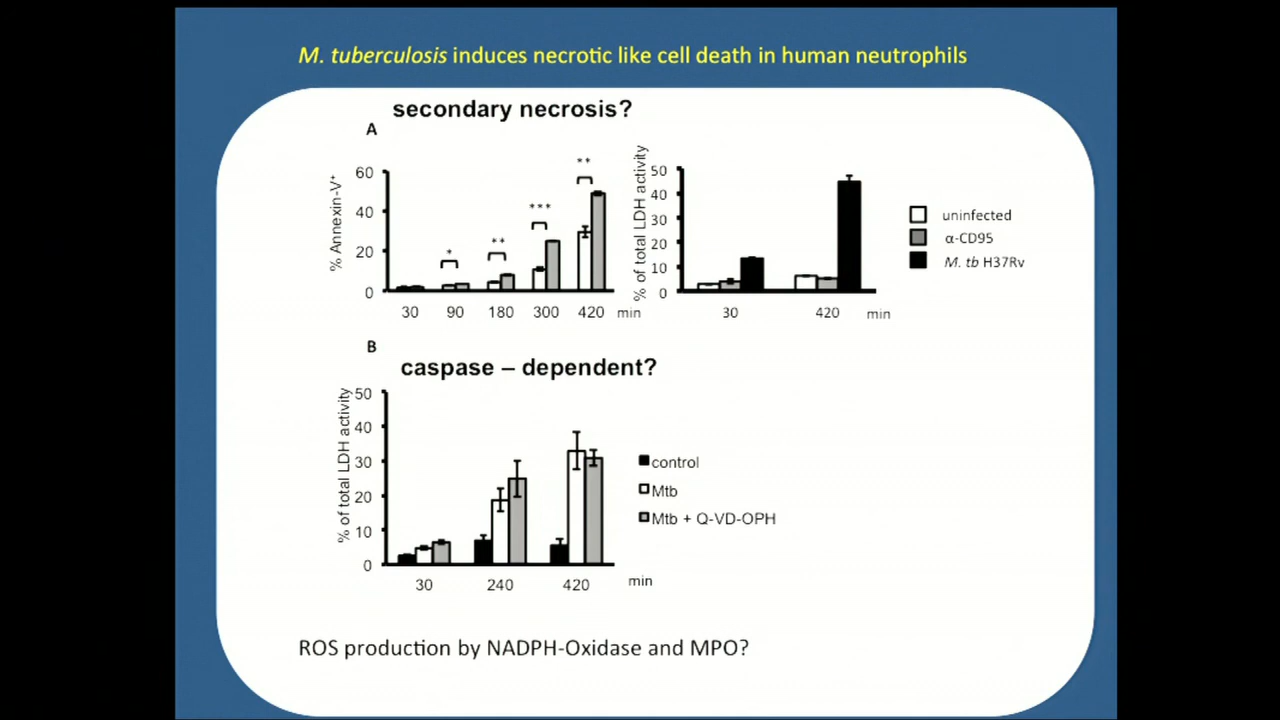 M. tuberculosis induces necrotic like cell death in human neutrophils
secondary necrosis?
A
% Annexin-V⁺
60
40
20
0
*
**
***
**
30 90 180 300 420 min
% of total LDH activity
50
40
30
20
10
0
30 420 min
uninfected
α-CD95
M. tb H37Rv
B
caspase – dependent?
% of total LDH activity
50
40
30
20
10
0
30 240 420 min
control
Mtb
Mtb + Q-VD-OPH
ROS production by NADPH-Oxidase and MPO?